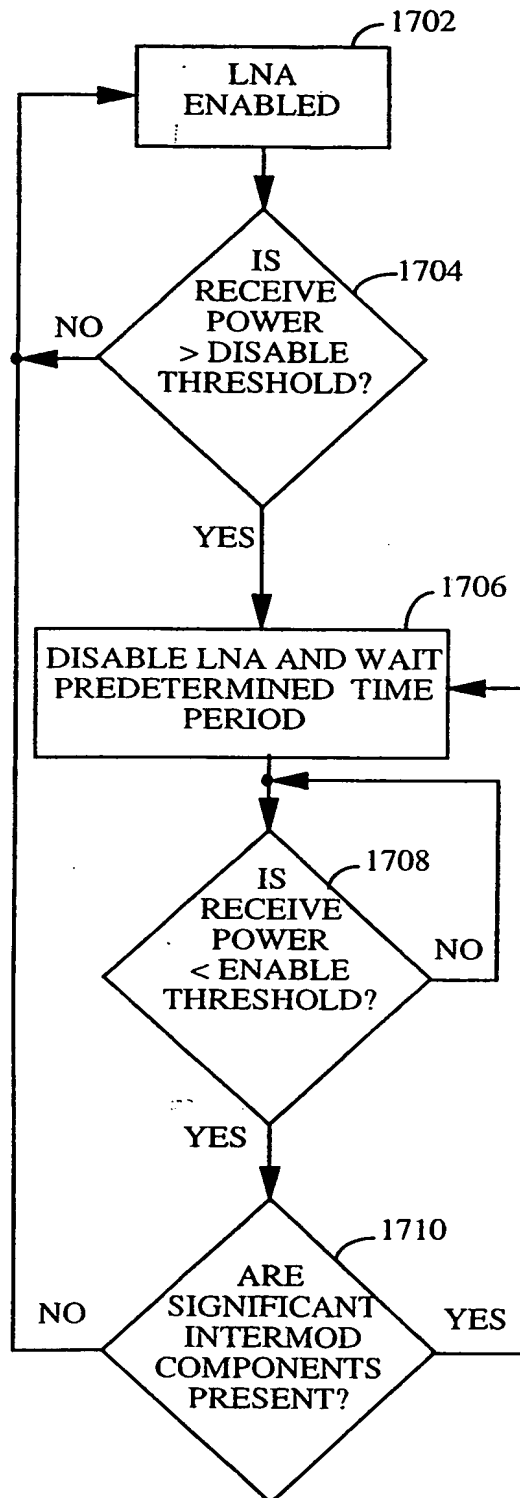 1702
LNA
ENABLED
IS
RECEIVE
POWER
> DISABLE
THRESHOLD?
1704
NO
YES
1706
DISABLE LNA AND WAIT
PREDETERMINED TIME
PERIOD
IS
RECEIVE
POWER
< ENABLE
THRESHOLD?
1708
NO
YES
1710
ARE
SIGNIFICANT
INTERMOD
COMPONENTS
PRESENT?
NO
YES